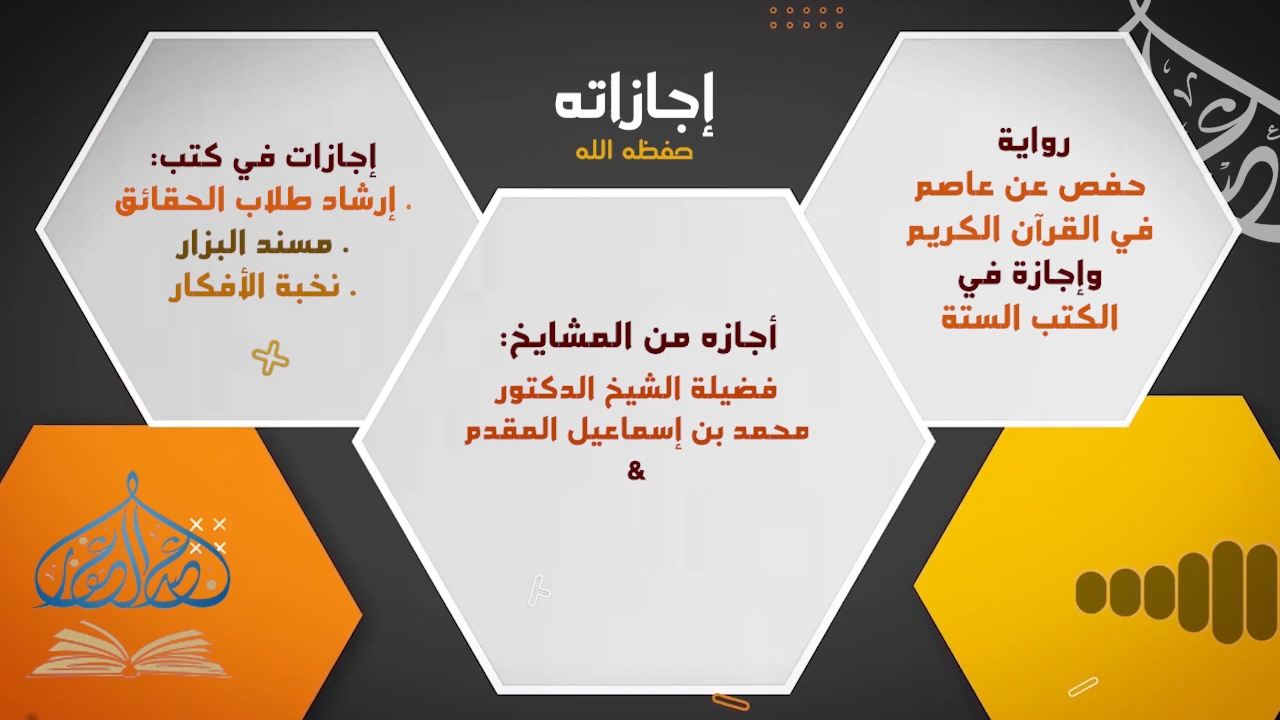 إجازاته
حفظه الله
رواية
حفص عن عاصم
في القرآن الكريم
وإجازة في
الكتب الستة
أجازه من المشايخ:
فضيلة الشيخ الدكتور
محمد بن إسماعيل المقدم
&
إجازات في كتب:
. إرشاد طلاب الحقائق
. مسند البزار
. نخبة الأفكار